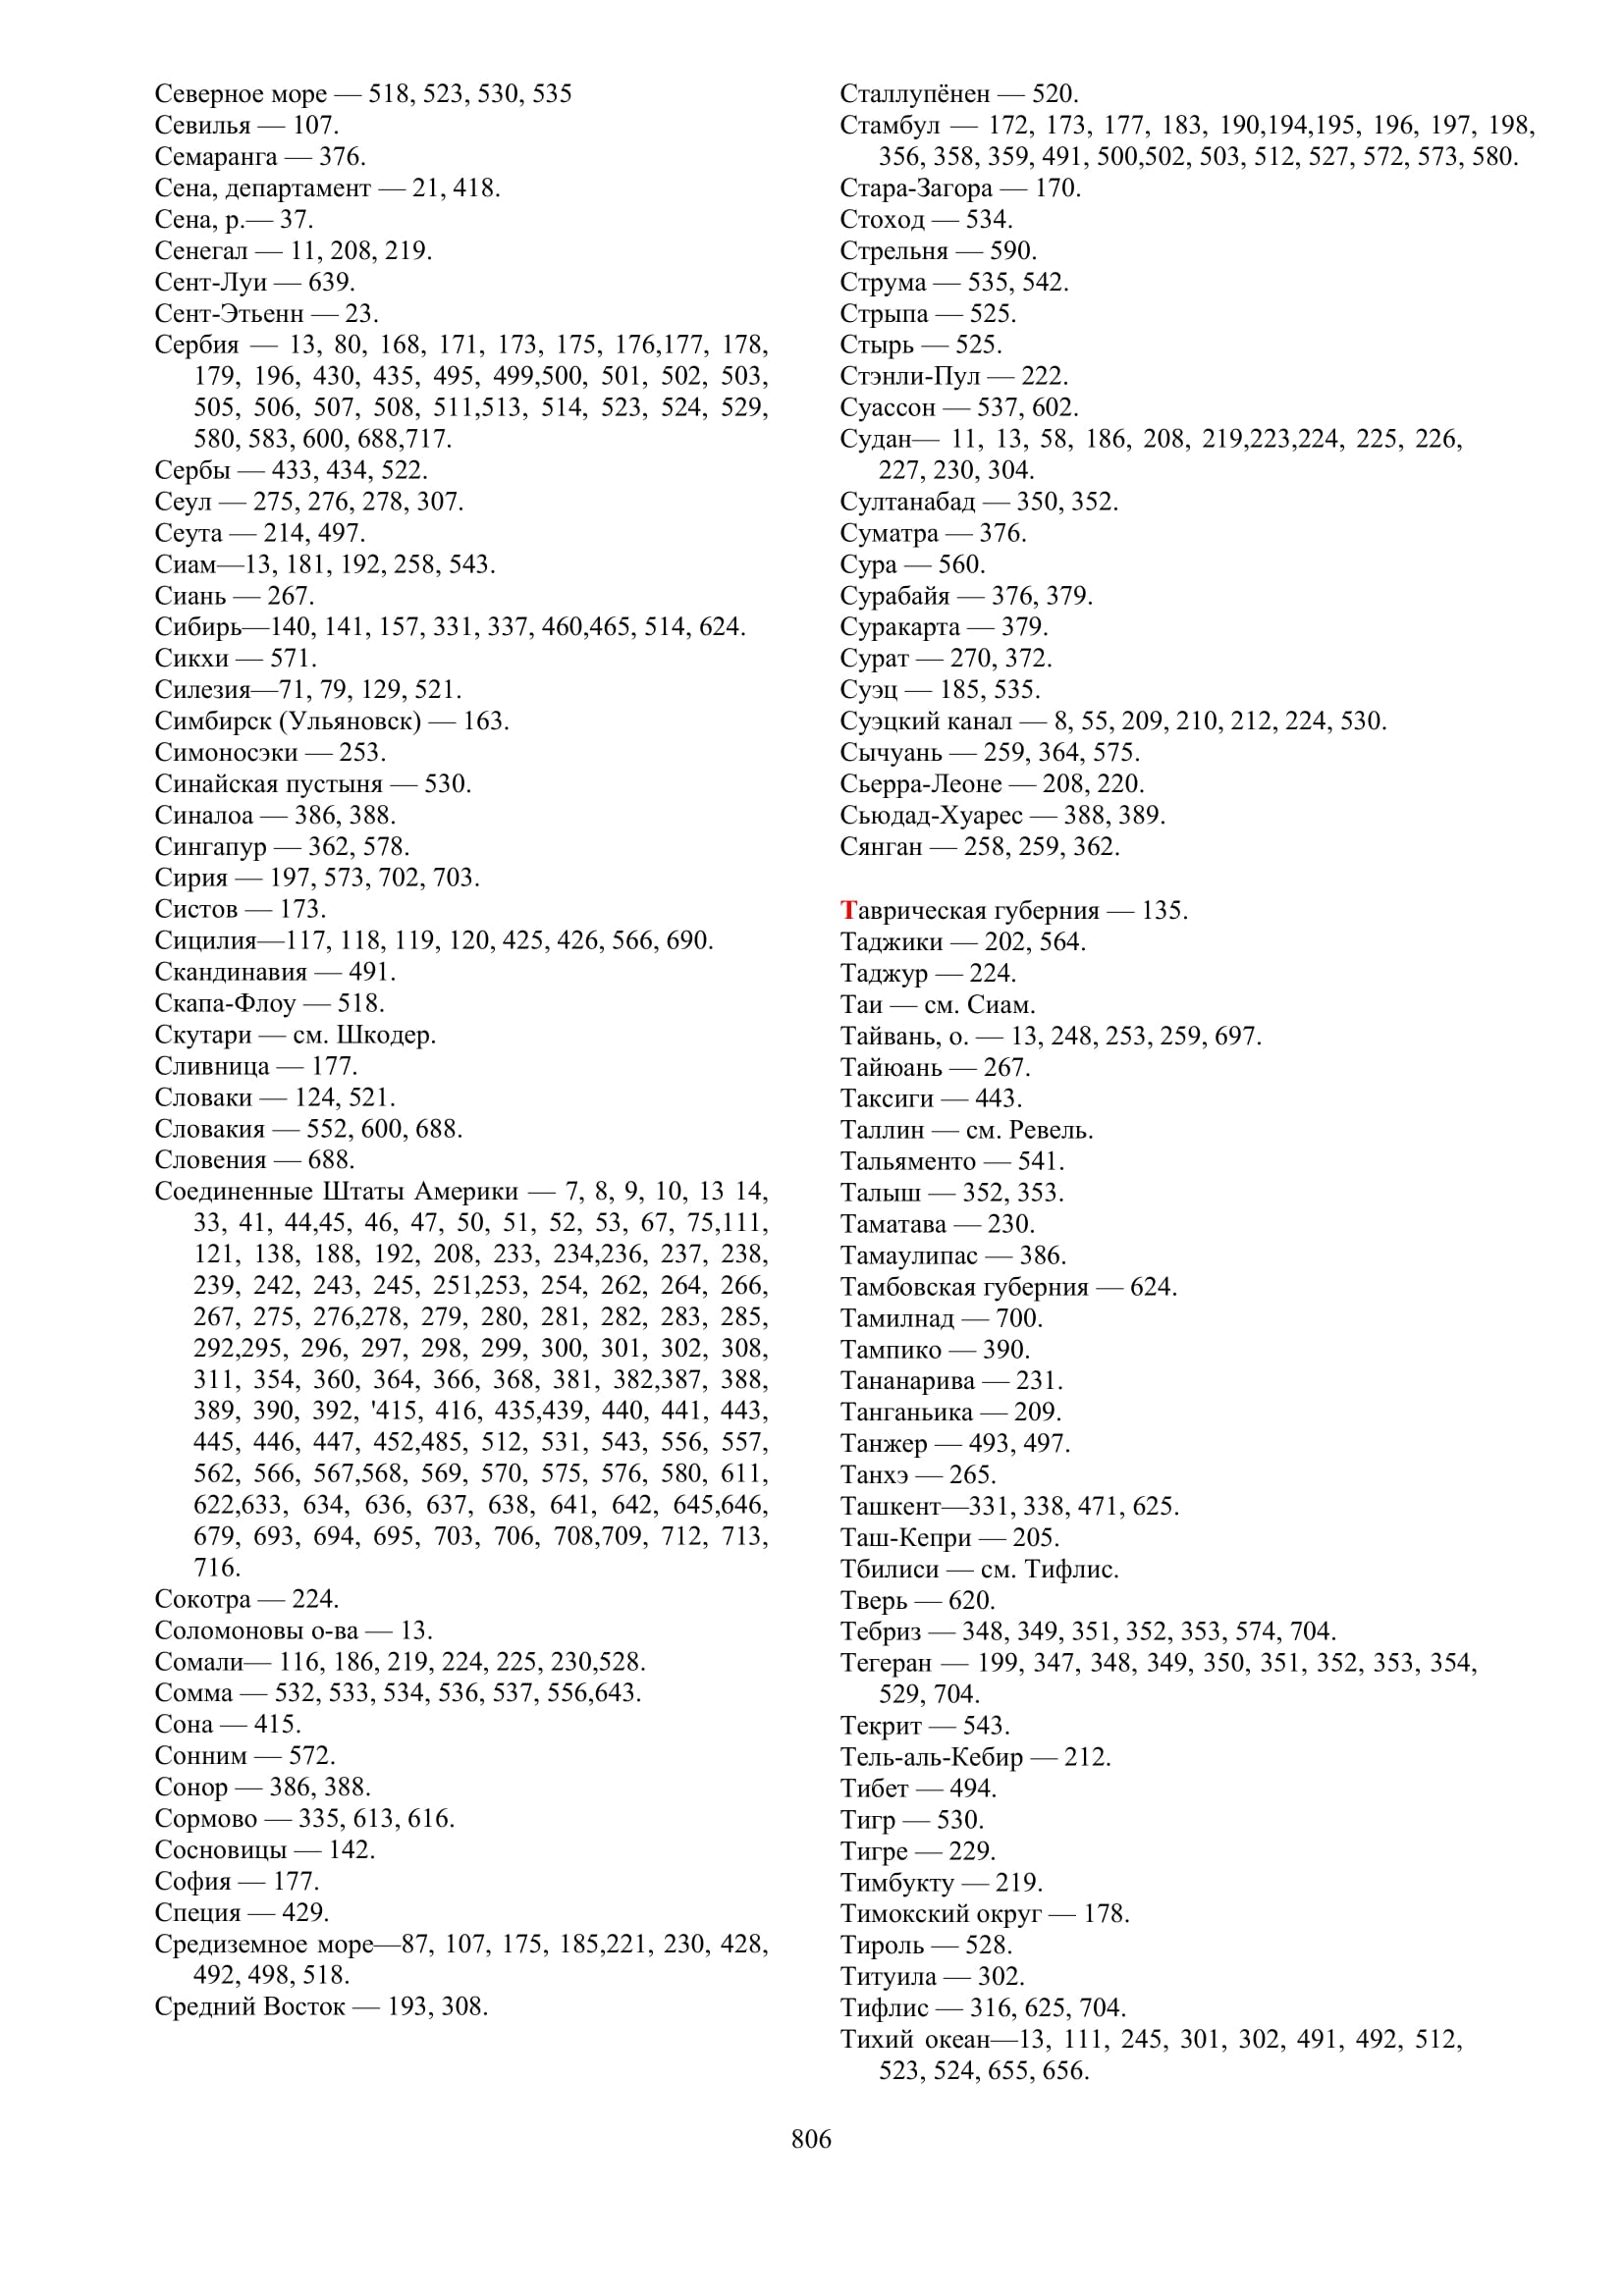 Северное море — 518, 523, 530, 535
Севилья — 107.
Семаранга — 376.
Сена, департамент — 21, 418.
Сена, р.— 37.
Сенегал — 11, 208, 219.
Сент-Луи — 639.
Сент-Этьенн — 23.
Сербия — 13, 80, 168, 171, 173, 175, 176,177, 178,
179, 196, 430, 435, 495, 499,500, 501, 502, 503,
505, 506, 507, 508, 511,513, 514, 523, 524, 529,
580, 583, 600, 688,717.
Сербы — 433, 434, 522.
Сеул — 275, 276, 278, 307.
Сеута — 214, 497.
Сиам—13, 181, 192, 258, 543.
Сиань — 267.
Сибирь—140, 141, 157, 331, 337, 460,465, 514, 624.
Сикхи — 571.
Силезия—71, 79, 129, 521.
Симбирск (Ульяновск) — 163.
Симоносэки — 253.
Синайская пустыня — 530.
Синалоа — 386, 388.
Сингапур — 362, 578.
Сирия — 197, 573, 702, 703.
Систов — 173.
Сицилия—117, 118, 119, 120, 425, 426, 566, 690.
Скандинавия — 491.
Скапа-Флоу — 518.
Скутари — см. Шкодер.
Сливница — 177.
Словаки — 124, 521.
Словакия — 552, 600, 688.
Словения — 688.
Соединенные Штаты Америки — 7, 8, 9, 10, 13 14,
33, 41, 44,45, 46, 47, 50, 51, 52, 53, 67, 75,111,
121, 138, 188, 192, 208, 233, 234,236, 237, 238,
239, 242, 243, 245, 251,253, 254, 262, 264, 266,
267, 275, 276,278, 279, 280, 281, 282, 283, 285,
292,295, 296, 297, 298, 299, 300, 301, 302, 308,
311, 354, 360, 364, 366, 368, 381, 382,387, 388,
389, 390, 392, '415, 416, 435,439, 440, 441, 443,
445, 446, 447, 452,485, 512, 531, 543, 556, 557,
562, 566, 567,568, 569, 570, 575, 576, 580, 611,
622,633, 634, 636, 637, 638, 641, 642, 645,646,
679, 693, 694, 695, 703, 706, 708,709, 712, 713,
716.
Сокотра — 224.
Соломоновы о-ва — 13.
Сомали— 116, 186, 219, 224, 225, 230,528.
Сомма — 532, 533, 534, 536, 537, 556,643.
Сона — 415.
Сонним — 572.
Сонор — 386, 388.
Сормово — 335, 613, 616.
Сосновицы — 142.
София — 177.
Специя — 429.
Средиземное море—87, 107, 175, 185,221, 230, 428,
492, 498, 518.
Средний Восток — 193, 308.
Сталлупёнен — 520.
Стамбул — 172, 173, 177, 183, 190,194,195, 196, 197, 198,
356, 358, 359, 491, 500,502, 503, 512, 527, 572, 573, 580.
Стара-Загора — 170.
Стоход — 534.
Стрельня — 590.
Струма — 535, 542.
Стрыпа — 525.
Стырь — 525.
Стэнли-Пул — 222.
Суассон — 537, 602.
Судан— 11, 13, 58, 186, 208, 219,223,224, 225, 226,
227, 230, 304.
Султанабад — 350, 352.
Суматра — 376.
Сура — 560.
Сурабайя — 376, 379.
Суракарта — 379.
Сурат — 270, 372.
Суэц — 185, 535.
Суэцкий канал — 8, 55, 209, 210, 212, 224, 530.
Сычуань — 259, 364, 575.
Сьерра-Леоне — 208, 220.
Сьюдад-Хуарес — 388, 389.
Сянган — 258, 259, 362.
Таврическая губерния — 135.
Таджики — 202, 564.
Таджур — 224.
Таи — см. Сиам.
Тайвань, о. — 13, 248, 253, 259, 697.
Тайюань — 267.
Таксиги — 443.
Таллин — см. Ревель.
Тальяменто — 541.
Талыш — 352, 353.
Таматава — 230.
Тамаулипас — 386.
Тамбовская губерния — 624.
Тамилнад — 700.
Тампико — 390.
Тананарива — 231.
Танганьика — 209.
Танжер — 493, 497.
Танхэ — 265.
Ташкент—331, 338, 471, 625.
Таш-Кепри — 205.
Тбилиси — см. Тифлис.
Тверь — 620.
Тебриз — 348, 349, 351, 352, 353, 574, 704.
Тегеран — 199, 347, 348, 349, 350, 351, 352, 353, 354,
529, 704.
Текрит — 543.
Тель-аль-Кебир — 212.
Тибет — 494.
Тигр — 530.
Тигре — 229.
Тимбукту — 219.
Тимокский округ — 178.
Тироль — 528.
Титуила — 302.
Тифлис — 316, 625, 704.
Тихий океан—13, 111, 245, 301, 302, 491, 492, 512,
523, 524, 655, 656.
806